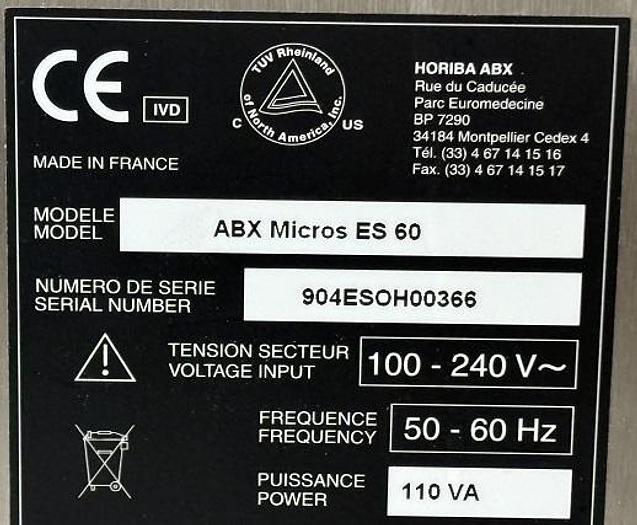 CE
IVD
TUV Rheinland
of North America, Inc.
C US
HORIBA ABX
Rue du Caducée
Parc Euromedecine
BP 7290
34184 Montpellier Cedex 4
Tél. (33) 4 67 14 15 16
Fax. (33) 4 67 14 15 17
MADE IN FRANCE
MODELE
MODEL
ABX Micros ES 60
NUMERO DE SERIE
SERIAL NUMBER
904ESOH00366
TENSION SECTEUR
VOLTAGE INPUT
100 - 240 V~
FREQUENCE
FREQUENCY
50 - 60 Hz
PUISSANCE
POWER
110 VA